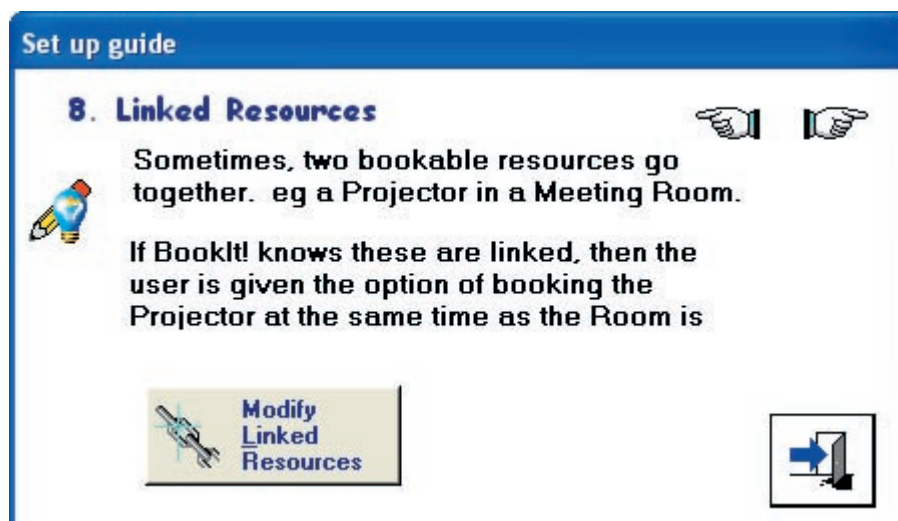 Set up guide
8. Linked Resources
Sometimes, two bookable resources go
together. eg a Projector in a Meeting Room.
If BookIt! knows these are linked, then the
user is given the option of booking the
Projector at the same time as the Room is
Modify
Linked
Resources